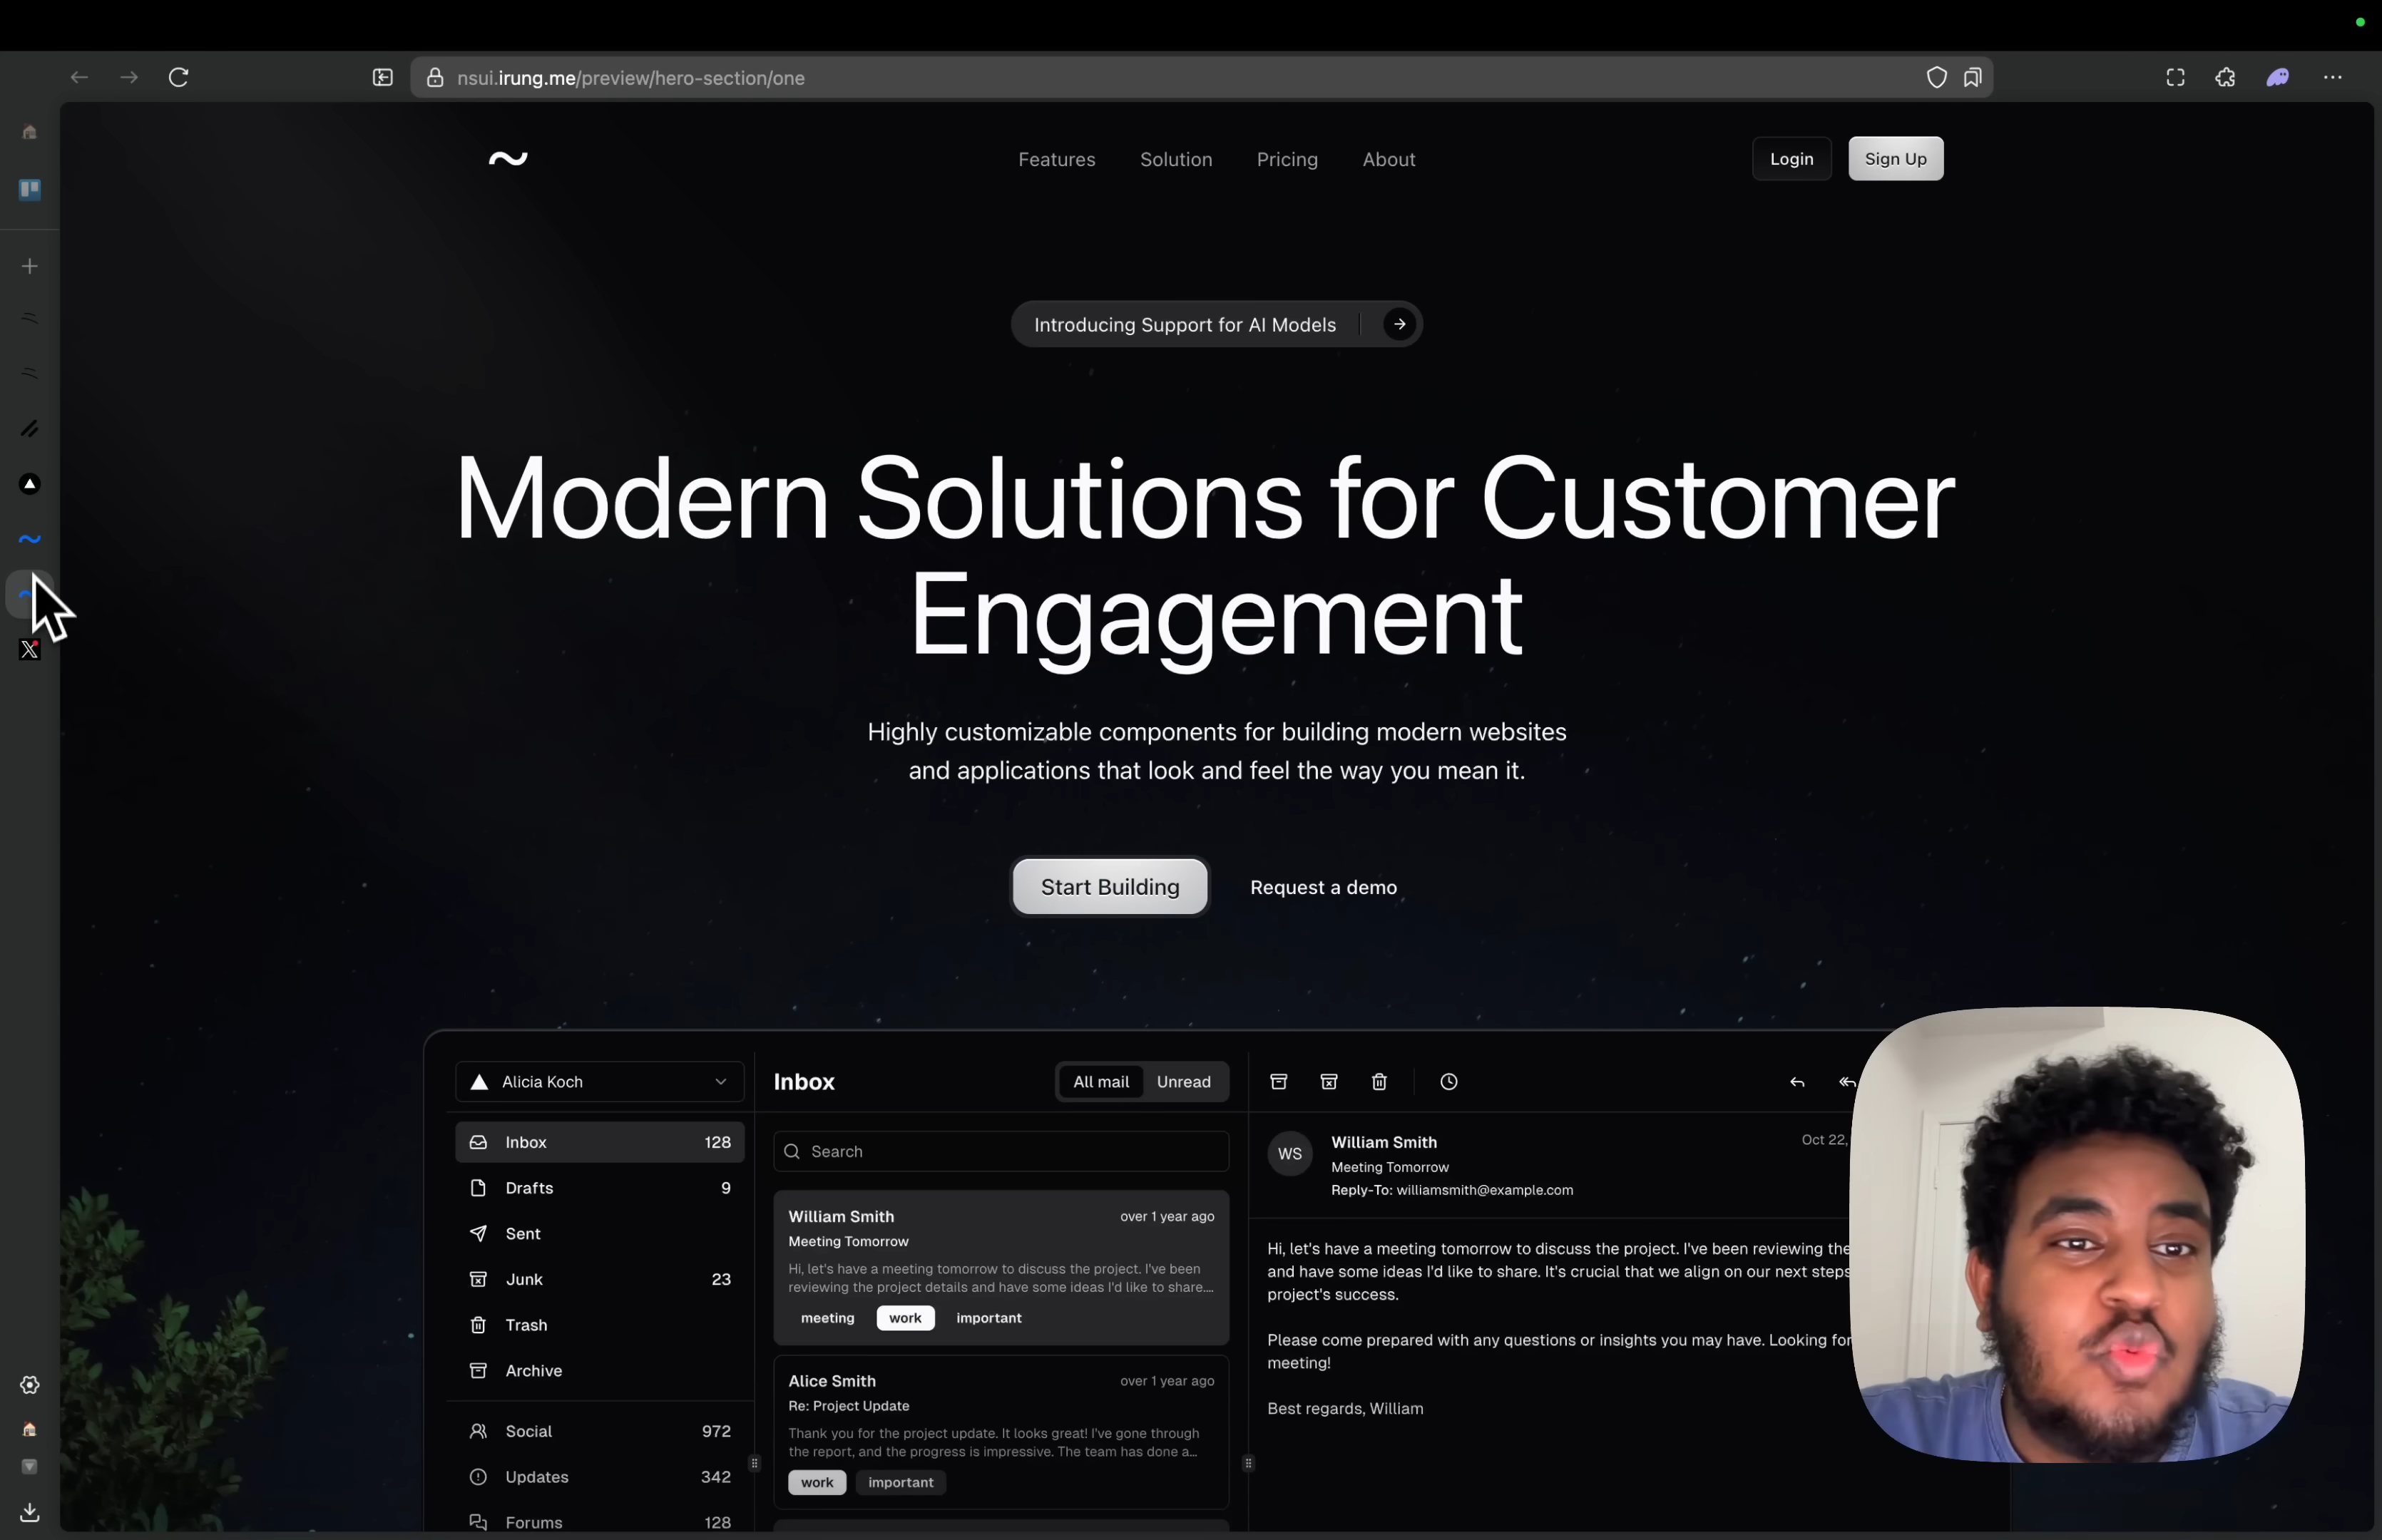 nsui.irung.me/preview/hero-section/one
Features Solution Pricing About
Login Sign Up
Introducing Support for AI Models
Modern Solutions for Customer
Engagement
Highly customizable components for building modern websites
and applications that look and feel the way you mean it.
Start Building Request a demo
Alicia Koch
Inbox 128
Drafts 9
Sent
Junk 23
Trash
Archive
Social 972
Updates 342
Forums 128
Inbox All mail Unread
Search
William Smith over 1 year ago
Meeting Tomorrow
Hi, let's have a meeting tomorrow to discuss the project. I've been
reviewing the project details and have some ideas I'd like to share....
meeting work important
Alice Smith over 1 year ago
Re: Project Update
Thank you for the project update. It looks great! I've gone through
the report, and the progress is impressive. The team has done a...
work important
WS William Smith Oct 22,
Meeting Tomorrow
Reply-To: williamsmith@example.com
Hi, let's have a meeting tomorrow to discuss the project. I've been reviewing the
and have some ideas I'd like to share. It's crucial that we align on our next steps
project's success.
Please come prepared with any questions or insights you may have. Looking for
meeting!
Best regards, William